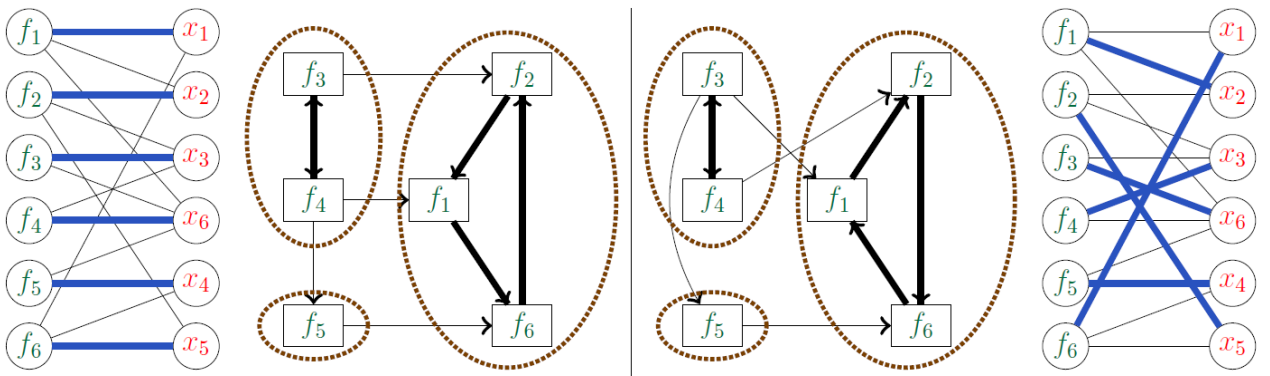 f1 x1 f3 f2 f3 f2 f1 x1
f2 x2 f2 x2
f3 x3 f3 x3
f4 x6 f4 f1 f4 f1 f4 x6
f5 x4 f5 x4
f6 x5 f5 f6 f5 f6 f6 x5